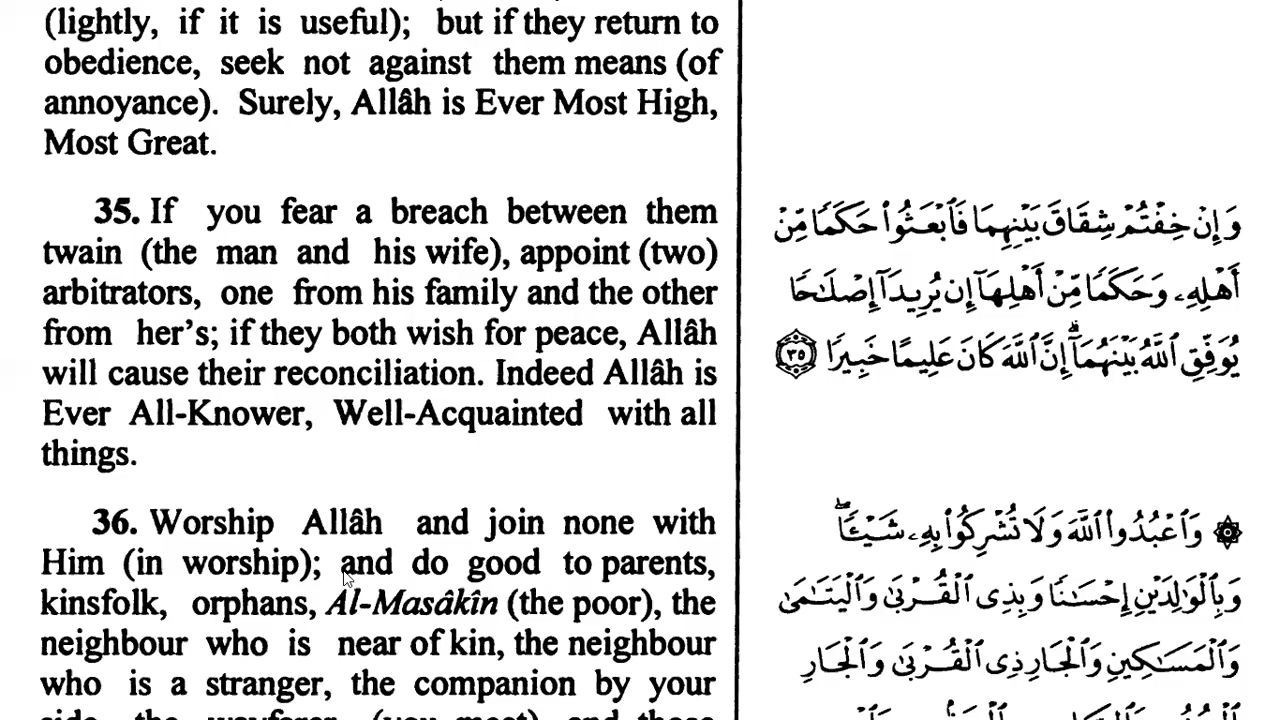 (lightly, if it is useful); but if they return to
obedience, seek not against them means (of
annoyance). Surely, Allâh is Ever Most High,
Most Great.
35. If you fear a breach between them
twain (the man and his wife), appoint (two)
arbitrators, one from his family and the other
from her's; if they both wish for peace, Allâh
will cause their reconciliation. Indeed Allâh is
Ever All-Knower, Well-Acquainted with all
things.
36. Worship Allâh and join none with
Him (in worship); and do good to parents,
kinsfolk, orphans, Al-Masâkîn (the poor), the
neighbour who is near of kin, the neighbour
who is a stranger, the companion by your
side, the wayfarer (you meet), and those
وَإِنْ خِفْتُمْ شِقَاقَ بَيْنِهِمَا فَٱبْعَثُوا۟ حَكَمًا مِّنْ
أَهْلِهِۦ وَحَكَمًا مِّنْ أَهْلِهَآ إِن يُرِيدَآ إِصْلَـٰحًا
يُوَفِّقِ ٱللَّهُ بَيْنَهُمَآ ۗ إِنَّ ٱللَّهَ كَانَ عَلِيمًا خَبِيرًا ٣٥
۞ وَٱعْبُدُوا۟ ٱللَّهَ وَلَا تُشْرِكُوا۟ بِهِۦ شَيْـًٔا ۖ
وَبِٱلْوَٰلِدَيْنِ إِحْسَـٰنًا وَبِذِى ٱلْقُرْبَىٰ وَٱلْيَتَـٰمَىٰ
وَٱلْمَسَـٰكِينِ وَٱلْجَارِ ذِى ٱلْقُرْبَىٰ وَٱلْجَارِ